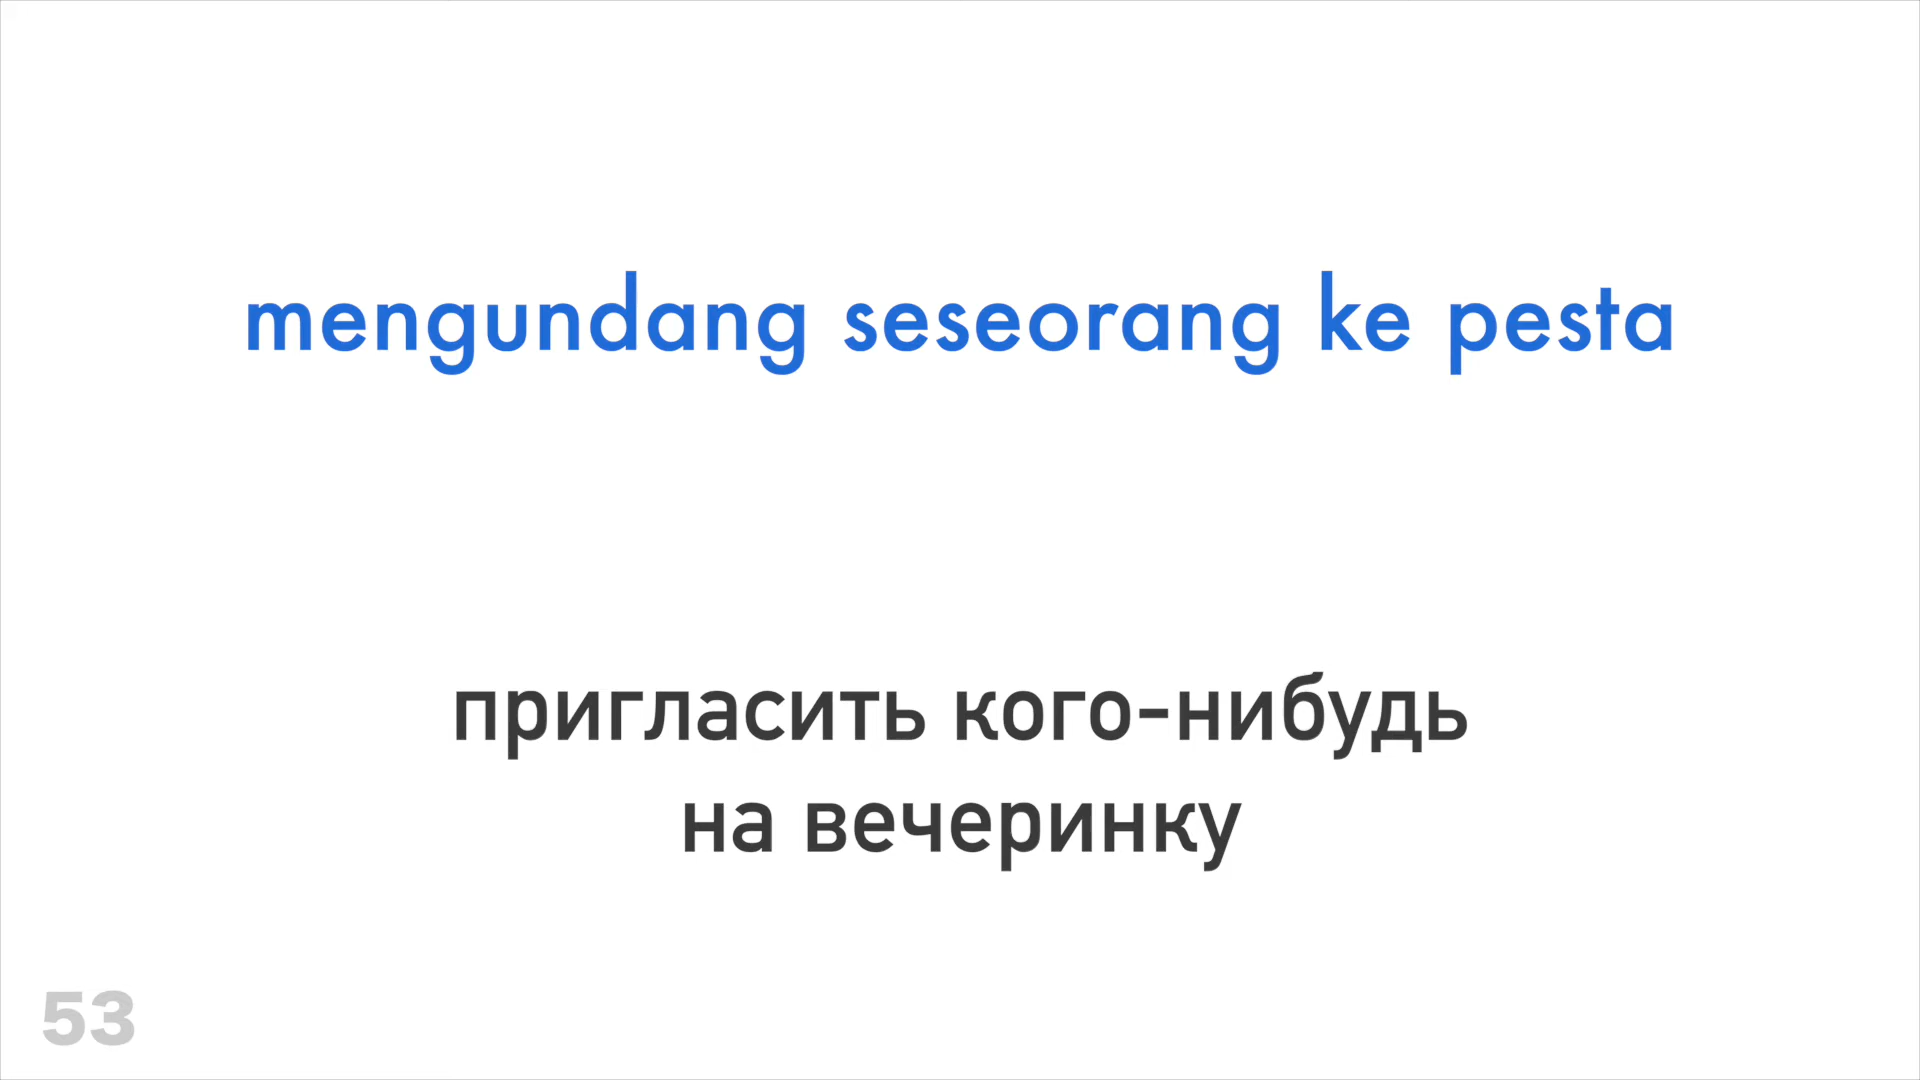 mengundang seseorang ke pesta
пригласить кого-нибудь
на вечеринку
53